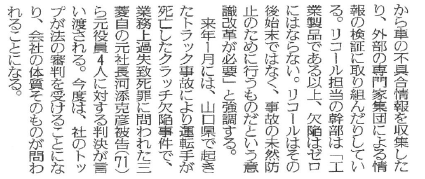 から車の不具合情報を収集した
り、外部の専門家集団による情
報の検証に取り組んだりしてい
る。リコール担当の幹部は「工
業製品である以上、欠陥はゼロ
にはならない。リコールはその
後始末ではなく、事故の未然防
止のために行うものだという意
識改革が必要」と強調する。
　来年1月には、山口県で起き
たトラック事故により運転手が
死亡したクラッチ欠陥事件で、
業務上過失致死罪に問われた三
菱自の元社長河添克彦被告(71)
ら元役員4人に対する判決が言
い渡される。今度は、社のトッ
プが法の審判を受けることにな
り、会社の体質そのものが問わ
れることになる。